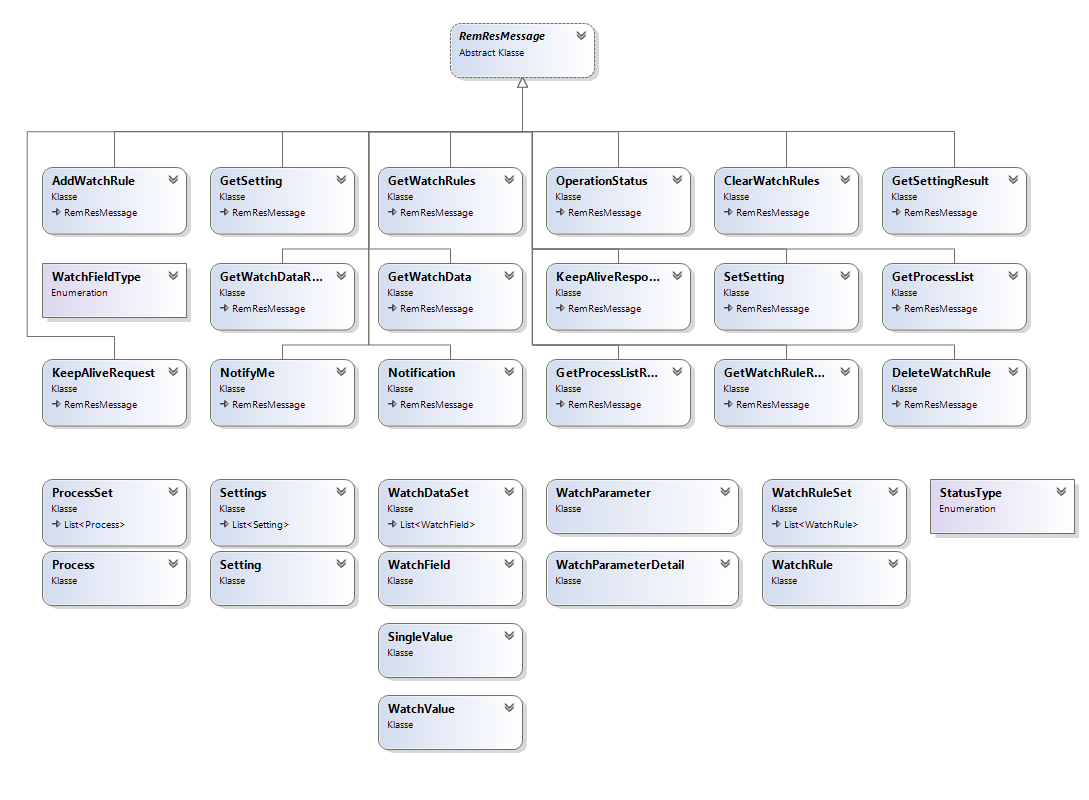 RemResMessage
Abstract Klasse
AddWatchRule
Klasse
RemResMessage
GetSetting
Klasse
RemResMessage
GetWatchRules
Klasse
RemResMessage
OperationStatus
Klasse
RemResMessage
ClearWatchRules
Klasse
RemResMessage
GetSettingResult
Klasse
RemResMessage
WatchFieldType
Enumeration
GetWatchDataR...
Klasse
RemResMessage
GetWatchData
Klasse
RemResMessage
KeepAliveRespo...
Klasse
RemResMessage
SetSetting
Klasse
RemResMessage
GetProcessList
Klasse
RemResMessage
KeepAliveRequest
Klasse
RemResMessage
NotifyMe
Klasse
RemResMessage
Notification
Klasse
RemResMessage
GetProcessListR...
Klasse
RemResMessage
GetWatchRuleR...
Klasse
RemResMessage
DeleteWatchRule
Klasse
RemResMessage
ProcessSet
Klasse
List<Process>
Settings
Klasse
List<Setting>
WatchDataSet
Klasse
List<WatchField>
WatchParameter
Klasse
WatchRuleSet
Klasse
List<WatchRule>
StatusType
Enumeration
Process
Klasse
Setting
Klasse
WatchField
Klasse
WatchParameterDetail
Klasse
WatchRule
Klasse
SingleValue
Klasse
WatchValue
Klasse